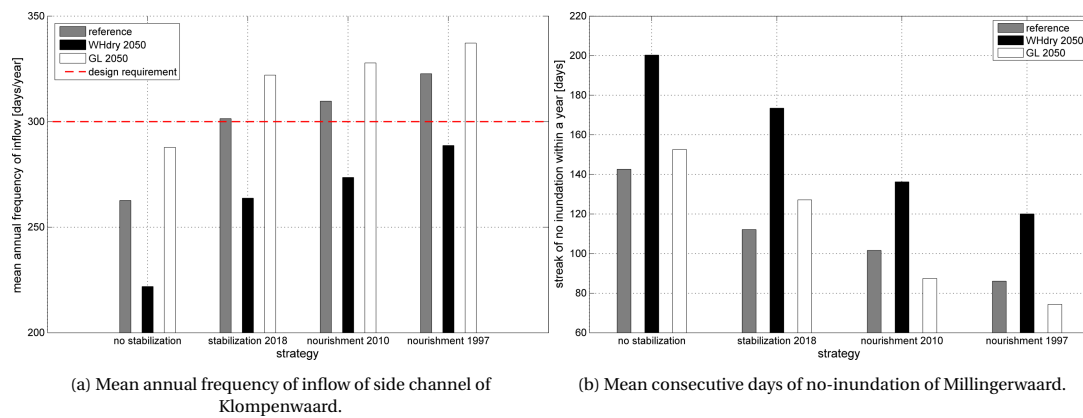 350
300
250
200
mean annual frequency of inflow [days/year]
reference
WHdry 2050
GL 2050
design requirement
no stabilization
stabilization 2018
nourishment 2010
nourishment 1997
strategy
(a) Mean annual frequency of inflow of side channel of
Klompenwaard.
220
200
180
160
140
120
100
80
60
streak of no inundation within a year [days]
reference
WHdry 2050
GL 2050
no stabilization
stabilization 2018
nourishment 2010
nourishment 1997
strategy
(b) Mean consecutive days of no-inundation of Millingerwaard.